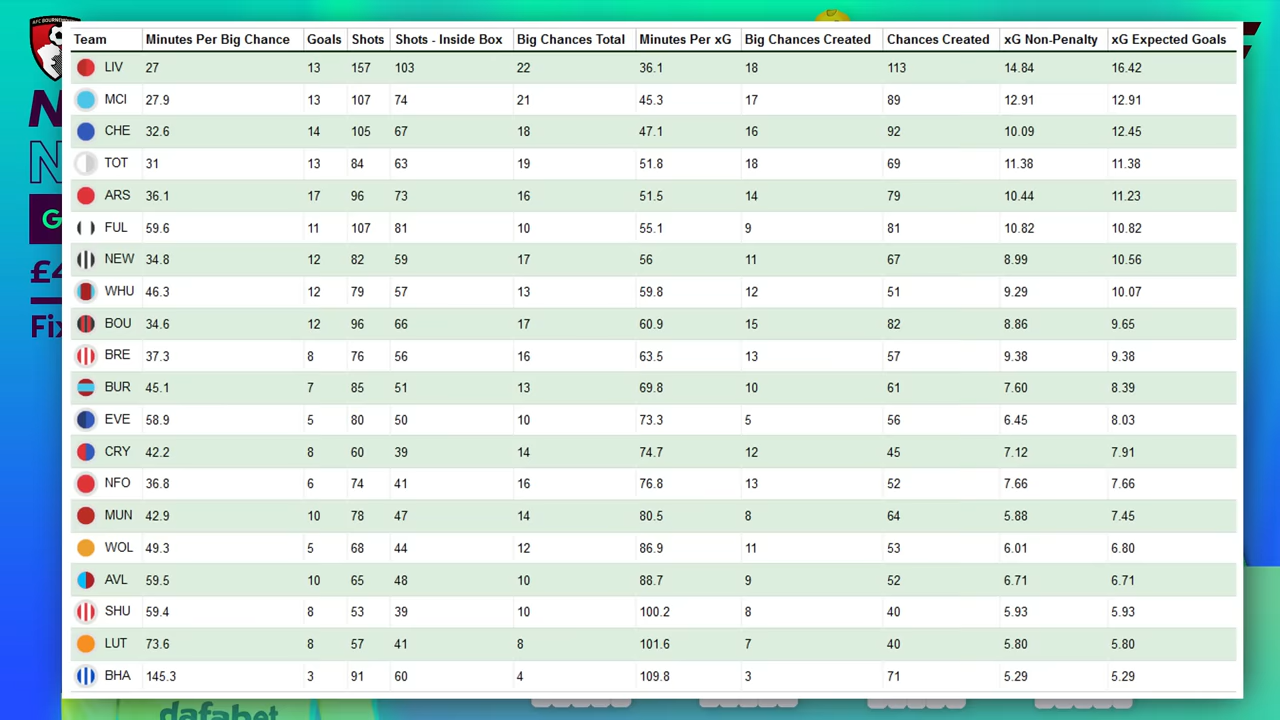 AFC BOURNEMOUTH
Team Minutes Per Big Chance Goals Shots Shots - Inside Box Big Chances Total Minutes Per xG Big Chances Created Chances Created xG Non-Penalty xG Expected Goals
LIV 27 13 157 103 22 36.1 18 113 14.84 16.42
MCI 27.9 13 107 74 21 45.3 17 89 12.91 12.91
CHE 32.6 14 105 67 18 47.1 16 92 10.09 12.45
TOT 31 13 84 63 19 51.8 18 69 11.38 11.38
ARS 36.1 17 96 73 16 51.5 14 79 10.44 11.23
FUL 59.6 11 107 81 10 55.1 9 81 10.82 10.82
NEW 34.8 12 82 59 17 56 11 67 8.99 10.56
WHU 46.3 12 79 57 13 59.8 12 51 9.29 10.07
BOU 34.6 12 96 66 17 60.9 15 82 8.86 9.65
BRE 37.3 8 76 56 16 63.5 13 57 9.38 9.38
BUR 45.1 7 85 51 13 69.8 10 61 7.60 8.39
EVE 58.9 5 80 50 10 73.3 5 56 6.45 8.03
CRY 42.2 8 60 39 14 74.7 12 45 7.12 7.91
NFO 36.8 6 74 41 16 76.8 13 52 7.66 7.66
MUN 42.9 10 78 47 14 80.5 8 64 5.88 7.45
WOL 49.3 5 68 44 12 86.9 11 53 6.01 6.80
AVL 59.5 10 65 48 10 88.7 9 52 6.71 6.71
SHU 59.4 8 53 39 10 100.2 8 40 5.93 5.93
LUT 73.6 8 57 41 8 101.6 7 40 5.80 5.80
BHA 145.3 3 91 60 4 109.8 3 71 5.29 5.29
N
N
G
£4
Fix
dafabet